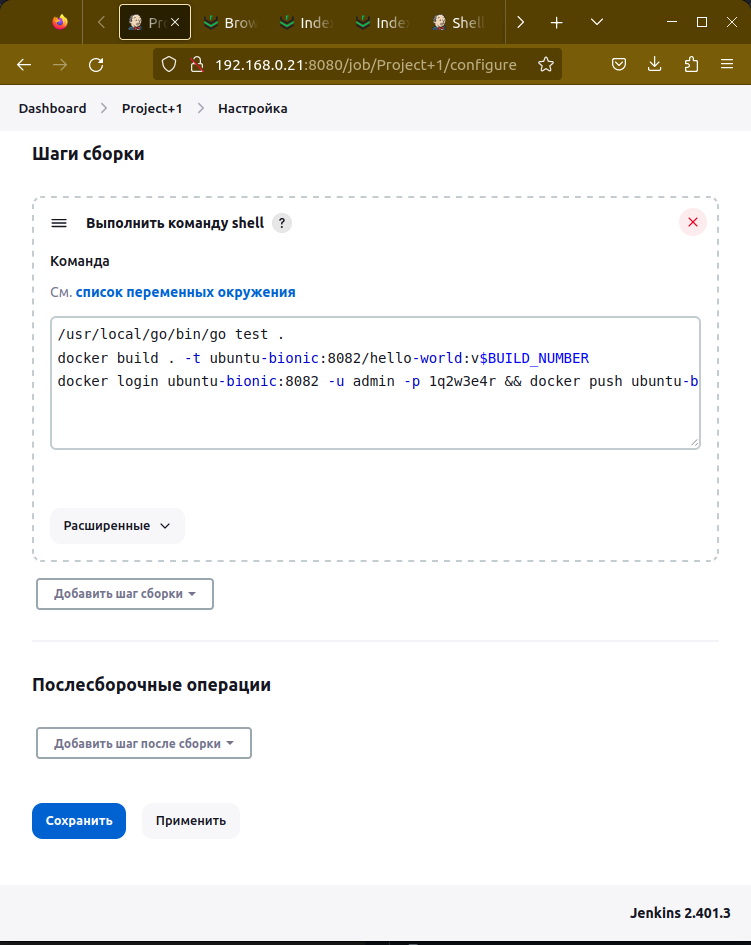 Pro
Brow
Inde
Inde
Shell
192.168.0.21:8080/job/Project+1/configure
Dashboard
Project+1
Настройка
Шаги сборки
Выполнить команду shell ?
Команда
См. список переменных окружения
/usr/local/go/bin/go test .
docker build . -t ubuntu-bionic:8082/hello-world:v$BUILD_NUMBER
docker login ubuntu-bionic:8082 -u admin -p 1q2w3e4r && docker push ubuntu-b
Расширенные
Добавить шаг сборки
Послесборочные операции
Добавить шаг после сборки
Сохранить
Применить
Jenkins 2.401.3